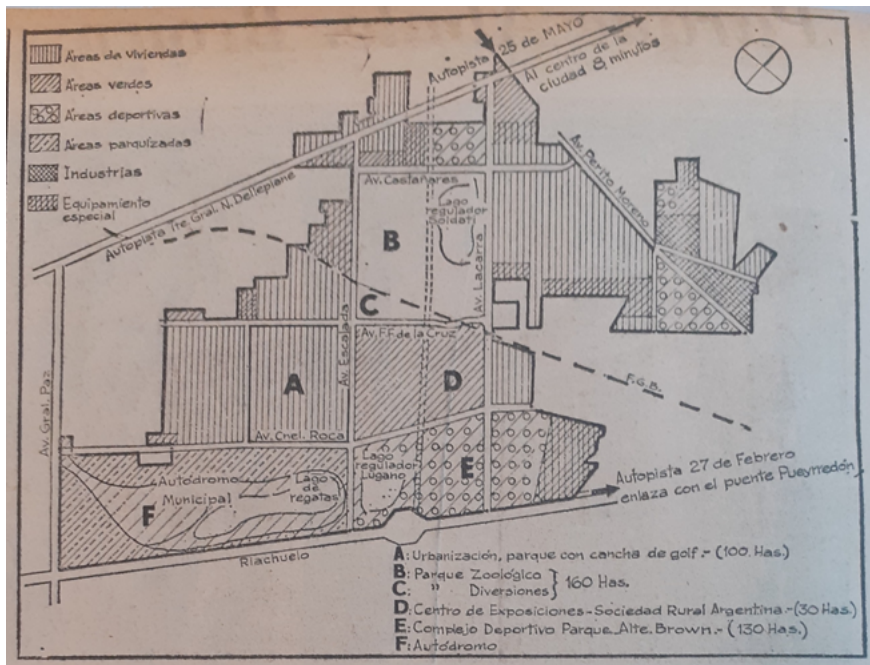 Áreas de Viviendas
Áreas verdes
Áreas deportivas
Áreas parquizadas
Industrias
Equipamiento
especial
Autopista 25 de MAYO
Al centro de la
ciudad 8 minutos
Autopista Tte. Gral. N. Dellepiane
Av. Castañares
Av. Perito Moreno
Lago
regulador
Soldati
B
Av. Lacarra
C
Av. Escalada
Av. F.F. de la Cruz
A
D
F.G.B.
Av. Gral. Paz
Av. Cnel. Roca
Lago
regulador
Lugano
E
Autódromo
Municipal
Lago
de
regatas
F
Autopista 27 de Febrero
enlaza con el puente Pueyrredón
Riachuelo
A: Urbanización, parque con cancha de golf.- (100 Has.)
B: Parque Zoológico
C: " Diversiones } 160 Has.
D: Centro de Exposiciones-Sociedad Rural Argentina.-(30 Has.)
E: Complejo Deportivo Parque Alte. Brown.- (130 Has.)
F: Autódromo